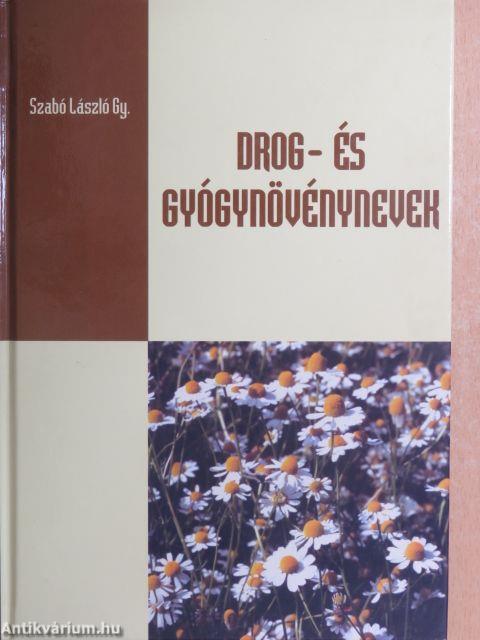 Szabó László Gy.
DROG- ÉS
GYÓGYNÖVÉNYNEVEK
Antikvárium.hu